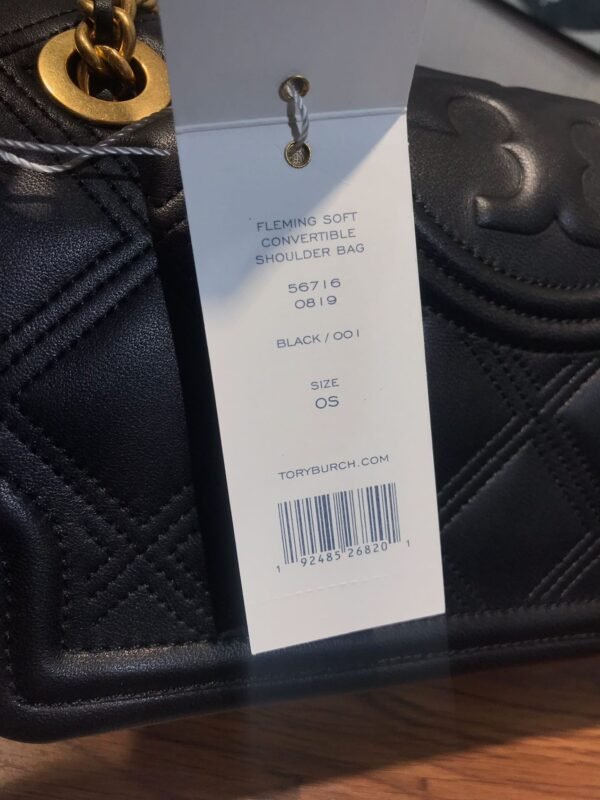 FLEMING SOFT
CONVERTIBLE
SHOULDER BAG
56716
0819
BLACK / 001
SIZE
OS
TORYBURCH.COM
1 92485 26820 1